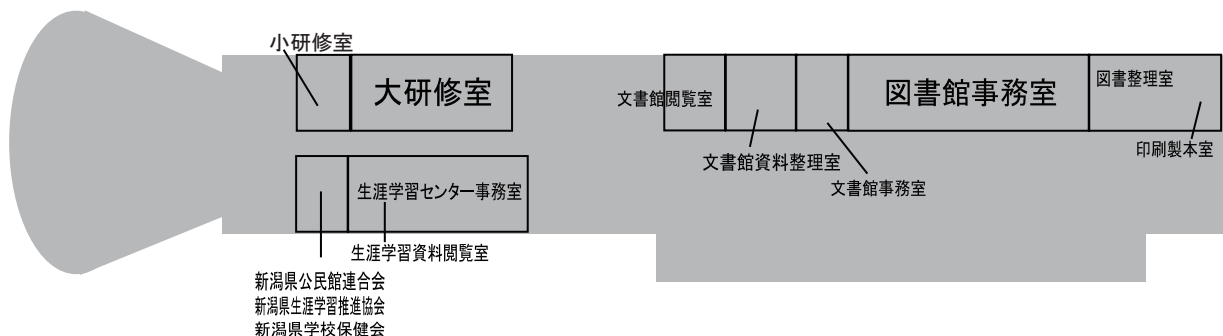 小研修室
大研修室
文書館閲覧室
図書館事務室
図書整理室
文書館資料整理室
文書館事務室
印刷製本室
生涯学習センター事務室
生涯学習資料閲覧室
新潟県公民館連合会
新潟県生涯学習推進協会
新潟県学校保健会